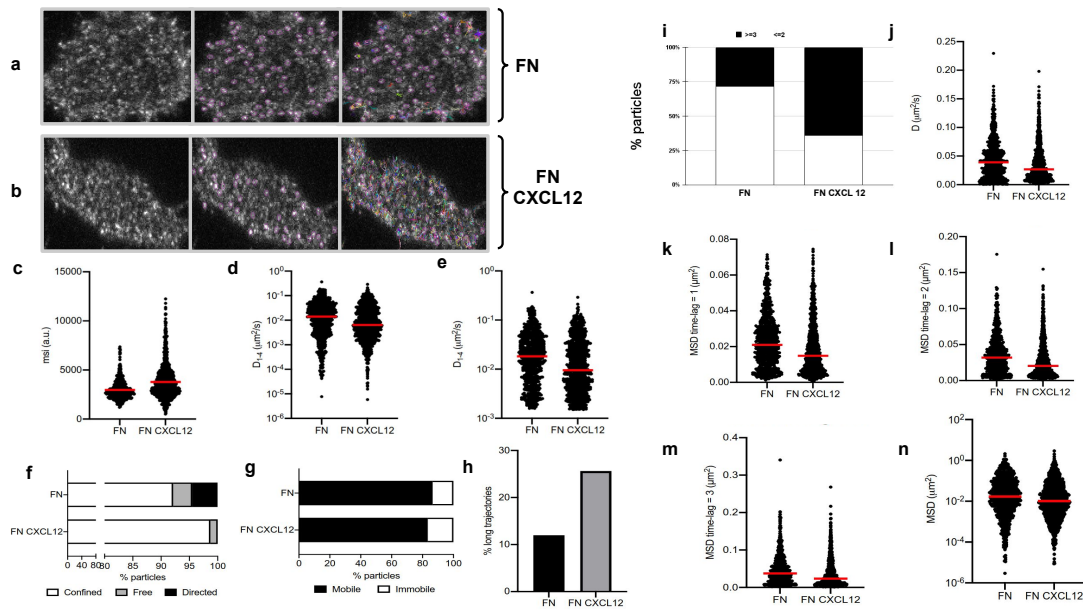 a
FN
b
FN
CXCL12
c
msi (a.u.)
15000
10000
5000
0
FN
FN CXCL12
d
D1-4 (μm²/s)
10⁰
10⁻¹
10⁻²
10⁻³
10⁻⁴
10⁻⁵
10⁻⁶
FN
FN CXCL12
e
D1-4 (μm²/s)
10⁰
10⁻¹
10⁻²
10⁻³
FN
FN CXCL12
f
FN
FN CXCL12
0 40 80 80 85 90 95 100
% particles
Confined Free Directed
g
FN
FN CXCL12
0 20 40 60 80 100
% particles
Mobile Immobile
h
% long trajectories
30
20
10
0
FN
FN CXCL12
i
>=3 <=2
% particles
100%
75%
50%
25%
0%
FN
FN CXCL 12
j
D (μm²/s)
0.25
0.20
0.15
0.10
0.05
0.00
FN
FN CXCL12
k
MSD time-lag = 1 (μm²)
0.08
0.06
0.04
0.02
0.00
FN
FN CXCL12
l
MSD time-lag = 2 (μm²)
0.20
0.15
0.10
0.05
0.00
FN
FN CXCL12
m
MSD time-lag = 3 (μm²)
0.4
0.3
0.2
0.1
0.0
FN
FN CXCL12
n
MSD (μm²)
10²
10⁰
10⁻²
10⁻⁴
10⁻⁶
FN
FN CXCL12